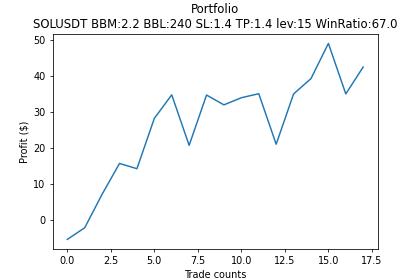 Portfolio
SOLUSDT BBM:2.2 BBL:240 SL:1.4 TP:1.4 lev:15 WinRatio:67.0
50
40
30
20
10
0
Profit ($)
0.0 2.5 5.0 7.5 10.0 12.5 15.0 17.5
Trade counts